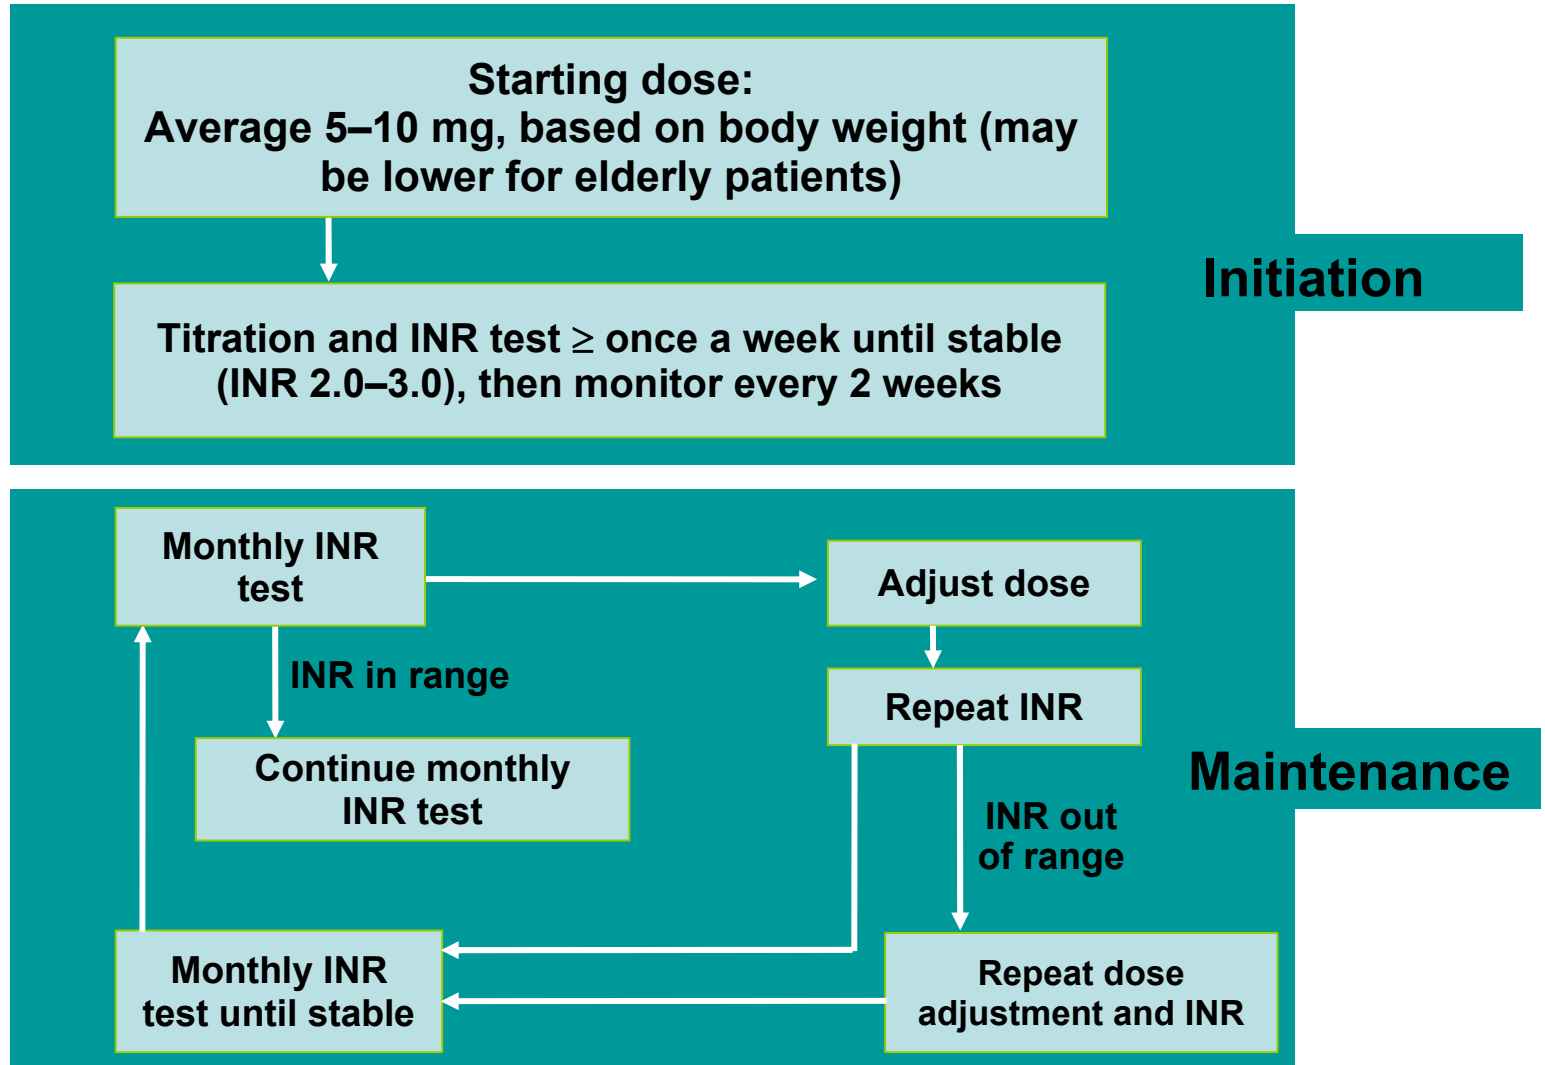 Starting dose:
Average 5–10 mg, based on body weight (may
be lower for elderly patients)
Initiation
Titration and INR test ≥ once a week until stable
(INR 2.0–3.0), then monitor every 2 weeks
Monthly INR
test
Adjust dose
INR in range
Repeat INR
Continue monthly
INR test
Maintenance
INR out
of range
Monthly INR
test until stable
Repeat dose
adjustment and INR